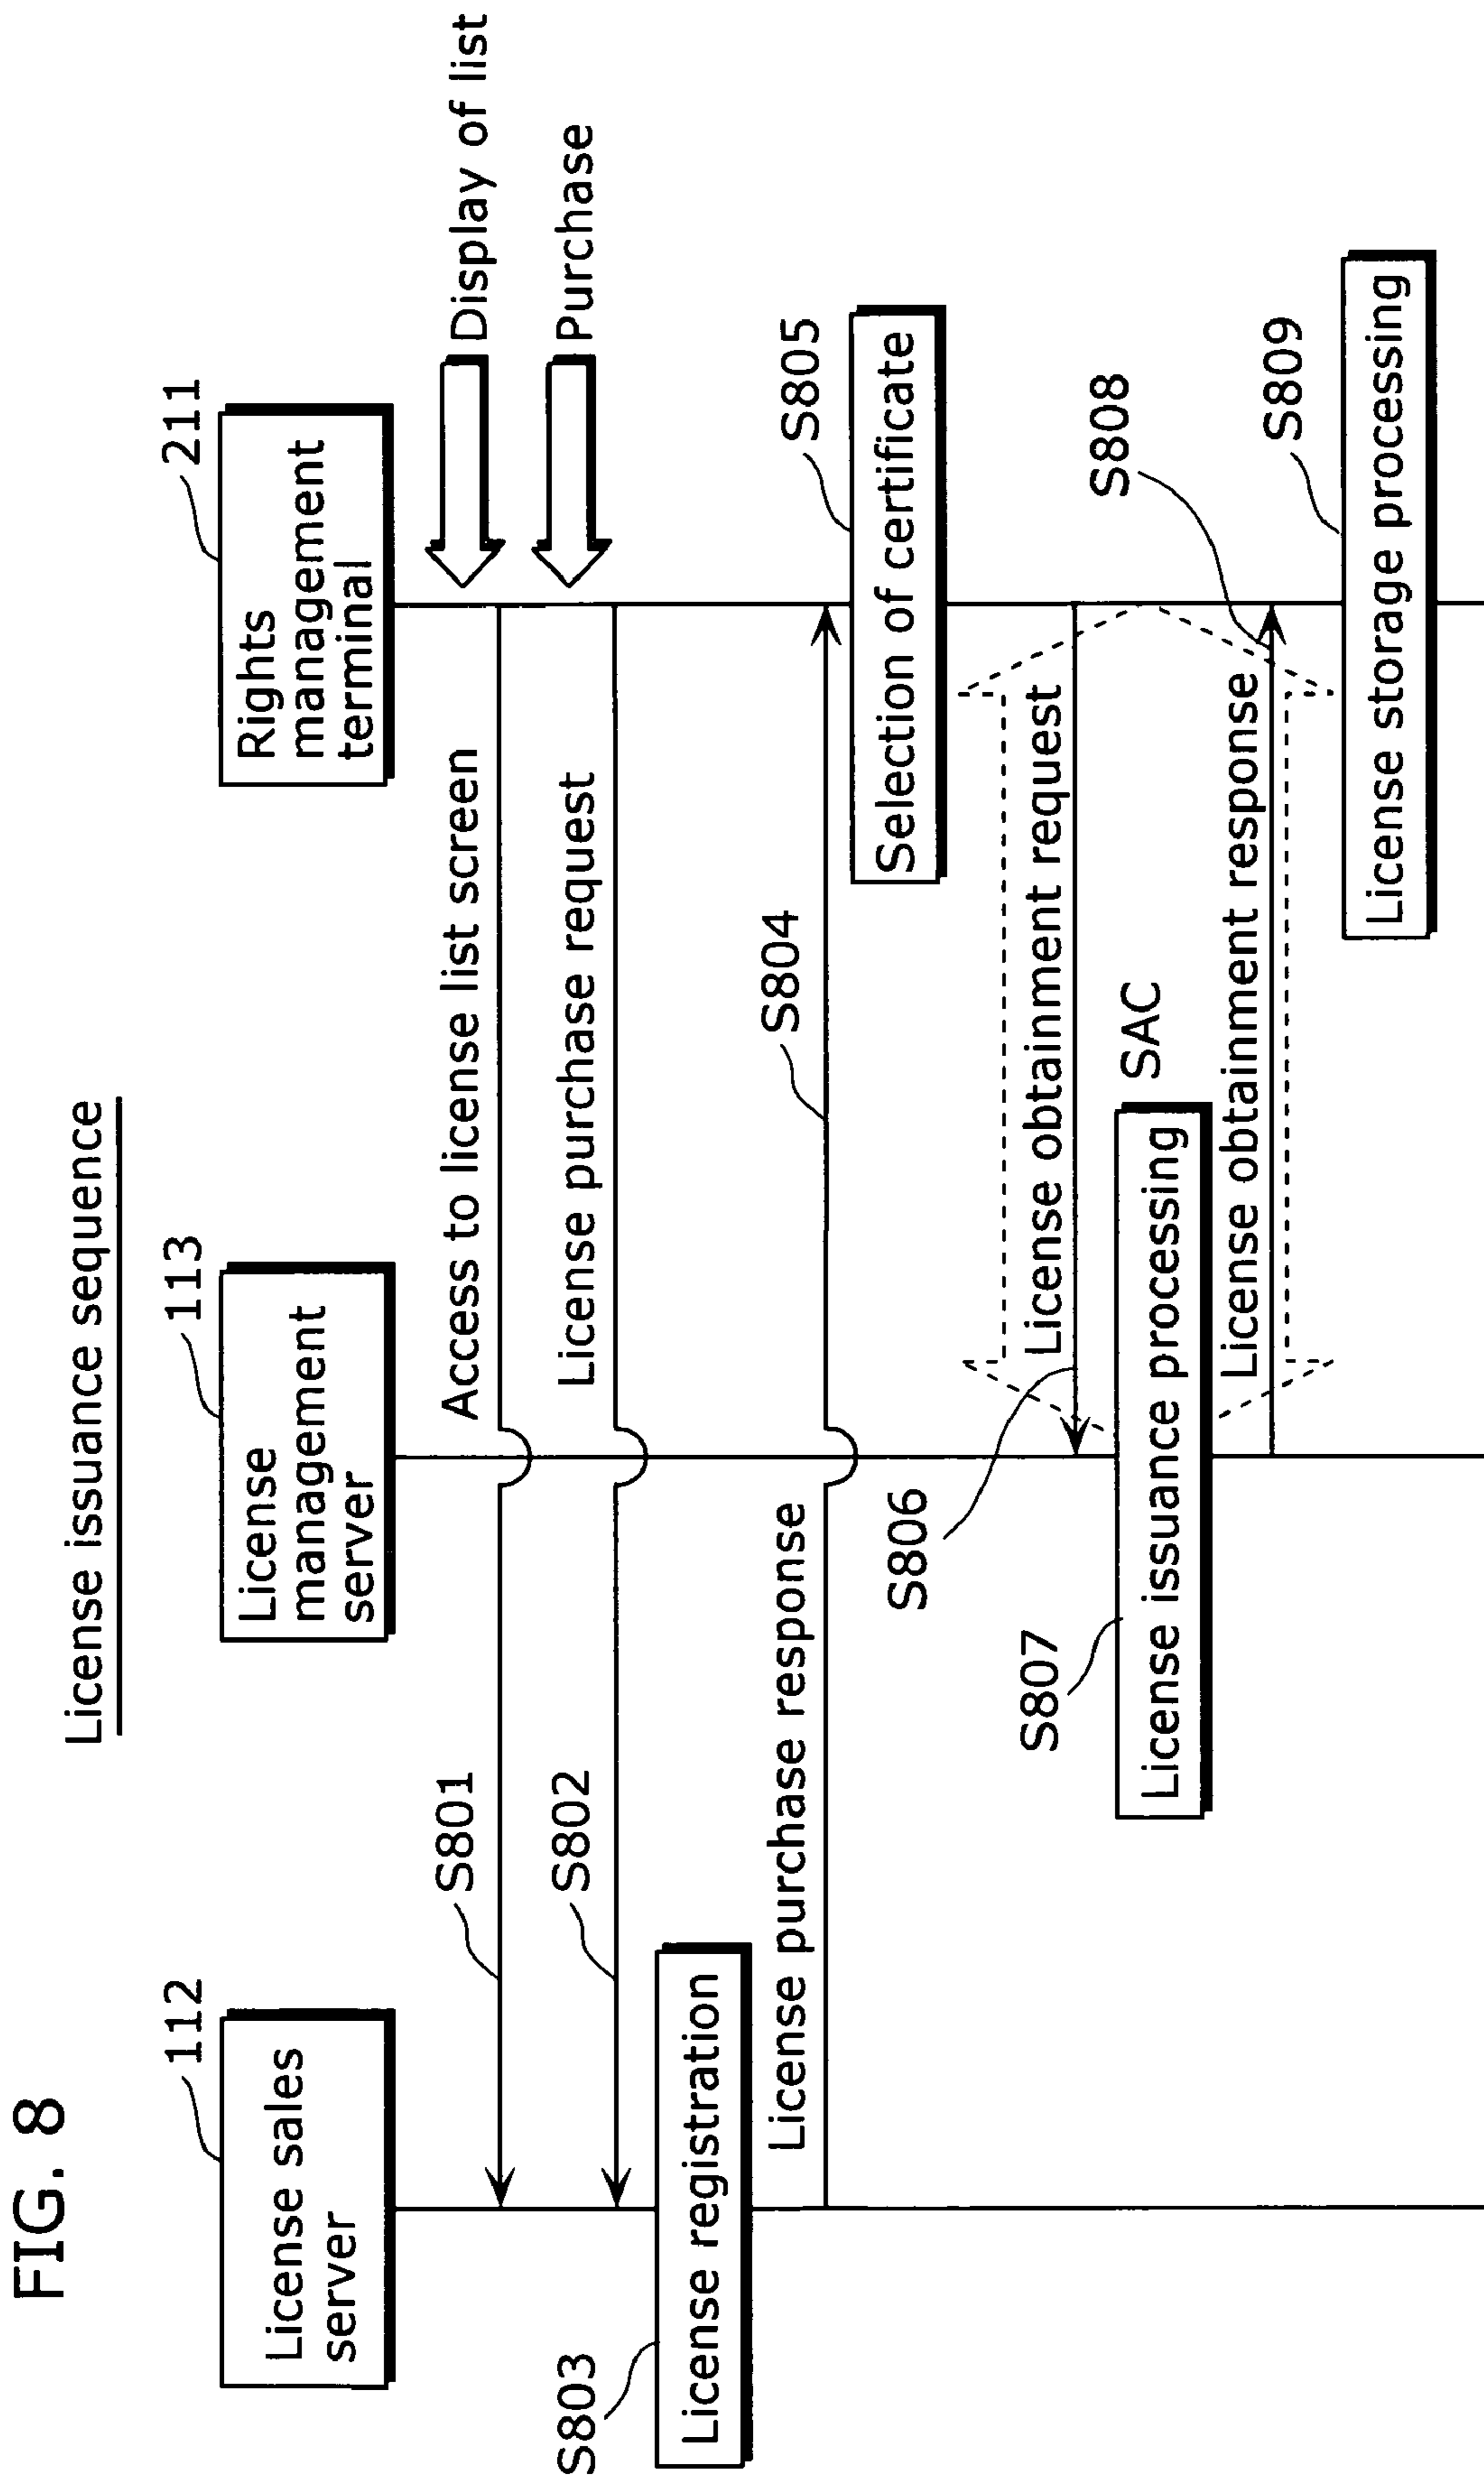 FIG. 8
License issuance sequence
112
License sales
server
113
License
management
server
211
Rights
management
terminal
Display of list
S801
Access to license list screen
Purchase
S802
License purchase request
S803
License registration
License purchase response
S804
S805
Selection of certificate
S806
License obtainment request
S807
License issuance processing
SAC
S808
License obtainment response
S809
License storage processing